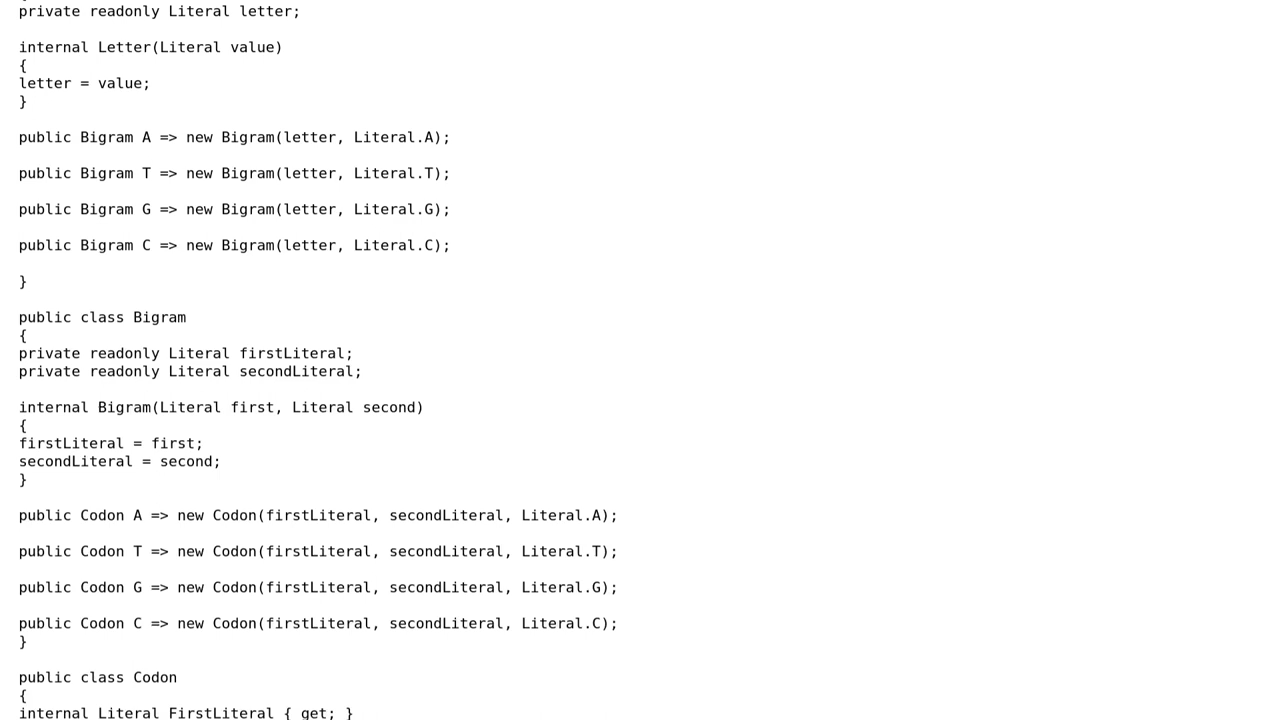 private readonly Literal letter;
internal Letter(Literal value)
{
letter = value;
}
public Bigram A => new Bigram(letter, Literal.A);
public Bigram T => new Bigram(letter, Literal.T);
public Bigram G => new Bigram(letter, Literal.G);
public Bigram C => new Bigram(letter, Literal.C);
}
public class Bigram
{
private readonly Literal firstLiteral;
private readonly Literal secondLiteral;
internal Bigram(Literal first, Literal second)
{
firstLiteral = first;
secondLiteral = second;
}
public Codon A => new Codon(firstLiteral, secondLiteral, Literal.A);
public Codon T => new Codon(firstLiteral, secondLiteral, Literal.T);
public Codon G => new Codon(firstLiteral, secondLiteral, Literal.G);
public Codon C => new Codon(firstLiteral, secondLiteral, Literal.C);
}
public class Codon
{
internal Literal FirstLiteral { get; }